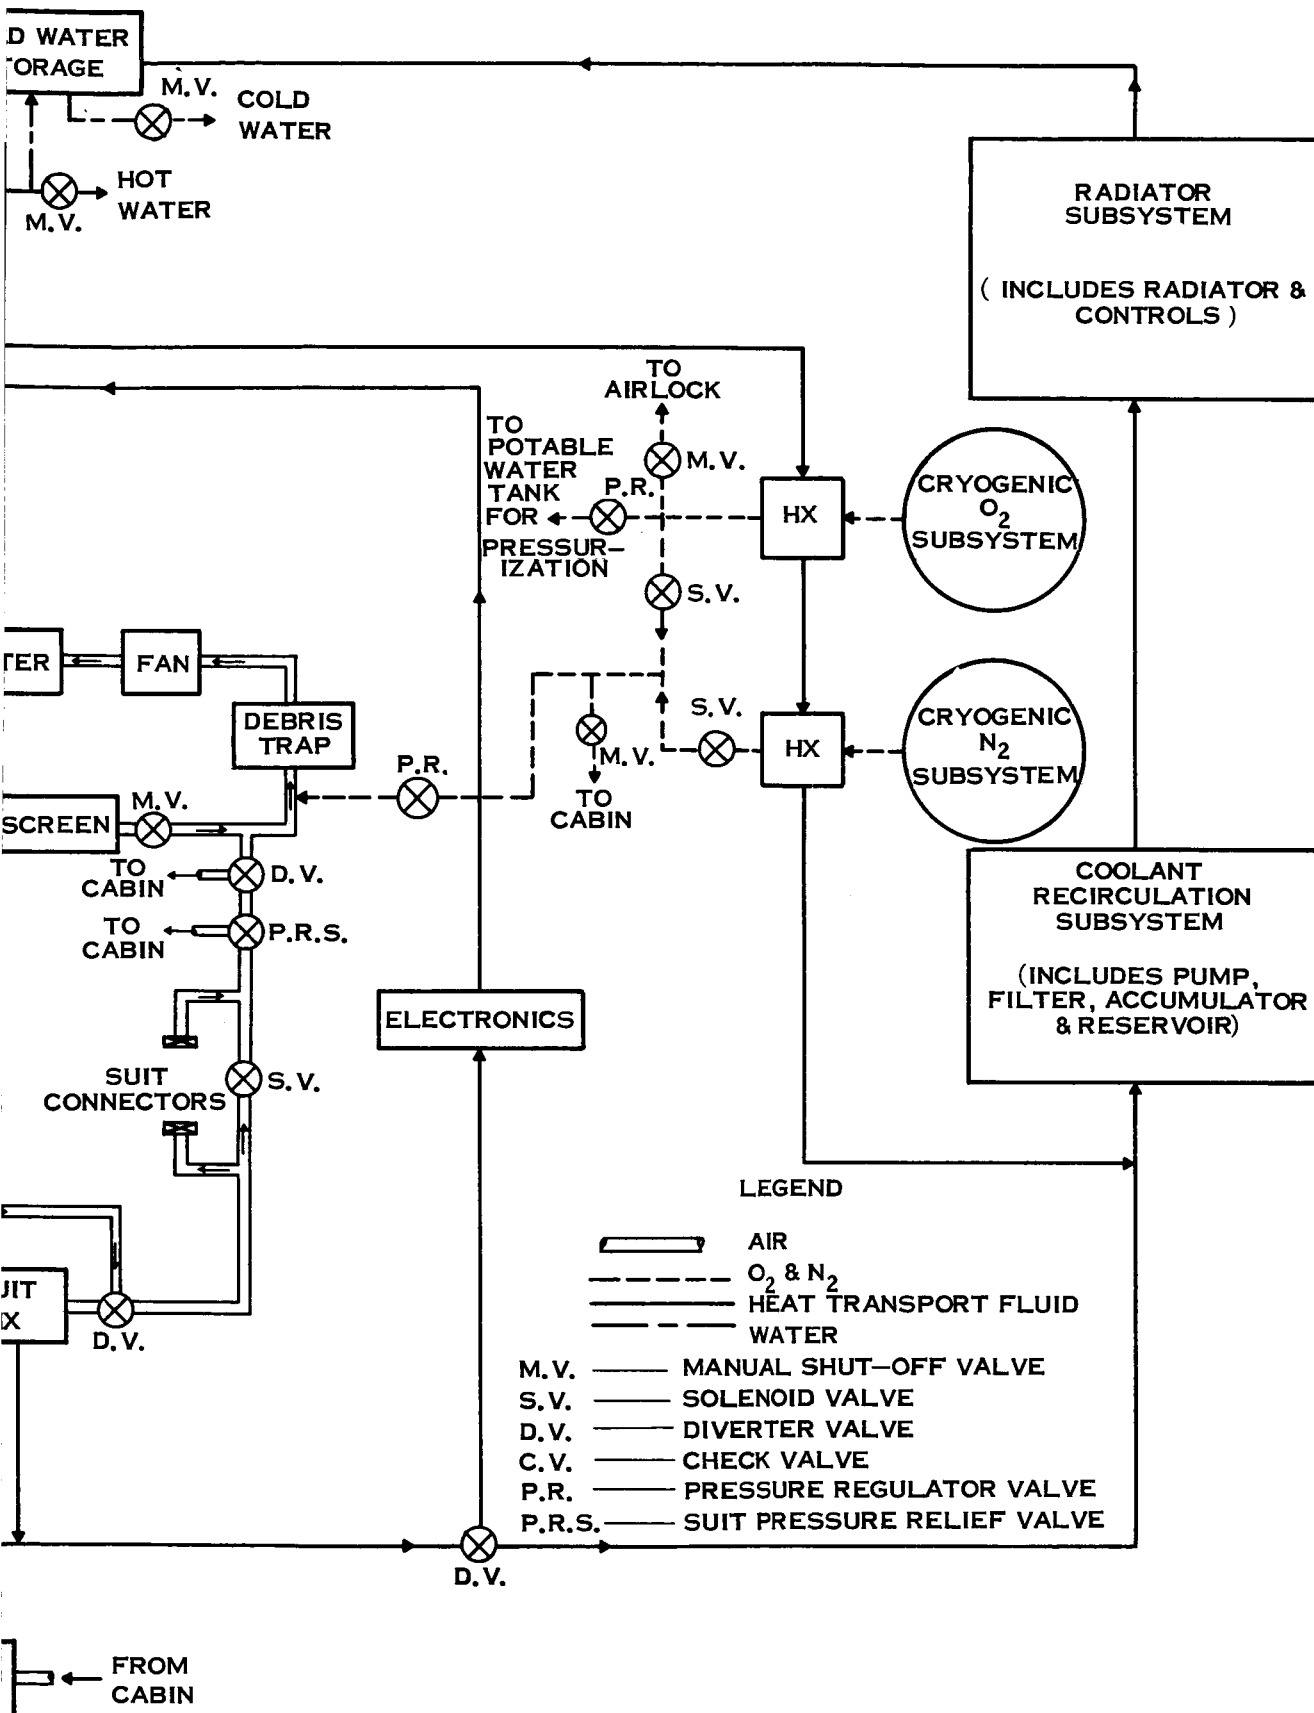 D WATER
ORAGE
M.V.
COLD
WATER
HOT
WATER
M.V.
RADIATOR
SUBSYSTEM
( INCLUDES RADIATOR &
CONTROLS )
TO
AIRLOCK
M.V.
TO
POTABLE
WATER
TANK
FOR
PRESSUR-
IZATION
P.R.
HX
CRYOGENIC
O2
SUBSYSTEM
S.V.
TER
FAN
DEBRIS
TRAP
S.V.
HX
CRYOGENIC
N2
SUBSYSTEM
M.V.
TO
CABIN
P.R.
SCREEN
M.V.
TO
CABIN
D.V.
TO
CABIN
P.R.S.
COOLANT
RECIRCULATION
SUBSYSTEM
(INCLUDES PUMP,
FILTER, ACCUMULATOR
& RESERVOIR)
ELECTRONICS
SUIT
CONNECTORS
S.V.
UIT
X
D.V.
LEGEND
AIR
O2 & N2
HEAT TRANSPORT FLUID
WATER
M.V. MANUAL SHUT-OFF VALVE
S.V. SOLENOID VALVE
D.V. DIVERTER VALVE
C.V. CHECK VALVE
P.R. PRESSURE REGULATOR VALVE
P.R.S. SUIT PRESSURE RELIEF VALVE
D.V.
FROM
CABIN